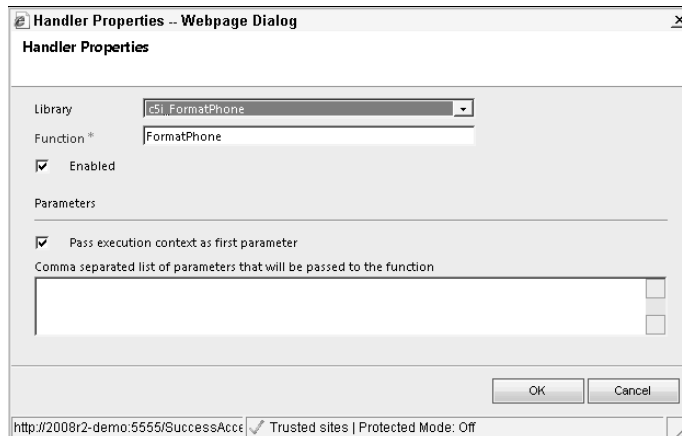 Handler Properties -- Webpage Dialog
Handler Properties
Library
c5i_FormatPhone
Function *
FormatPhone
Enabled
Parameters
Pass execution context as first parameter
Comma separated list of parameters that will be passed to the function
OK Cancel
http://2008r2-demo:5555/SuccessAcce Trusted sites | Protected Mode: Off